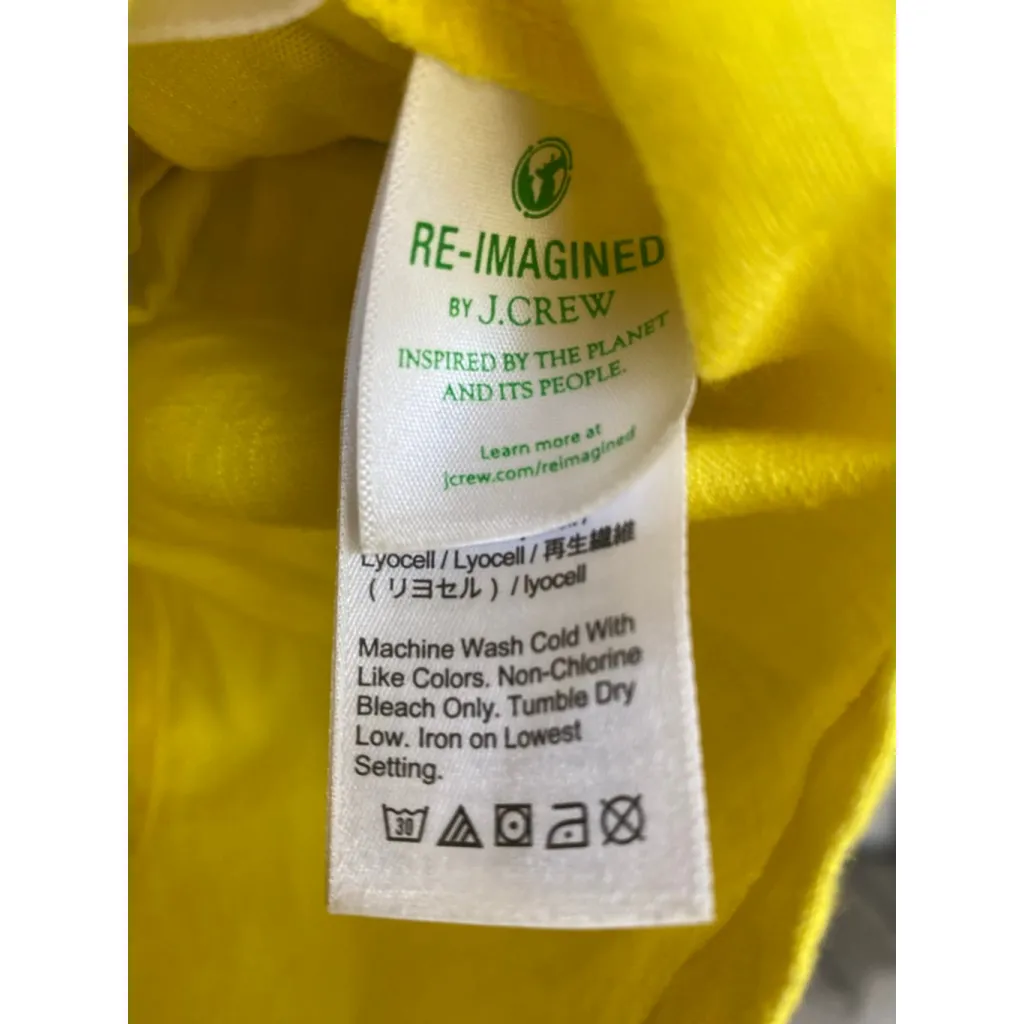 RE-IMAGINED
BY J.CREW
INSPIRED BY THE PLANET
AND ITS PEOPLE.
Learn more at
jcrew.com/reimagined
Lyocell / Lyocell / 再生繊維
( リヨセル ) / lyocell
Machine Wash Cold With
Like Colors. Non-Chlorine
Bleach Only. Tumble Dry
Low. Iron on Lowest
Setting.
30